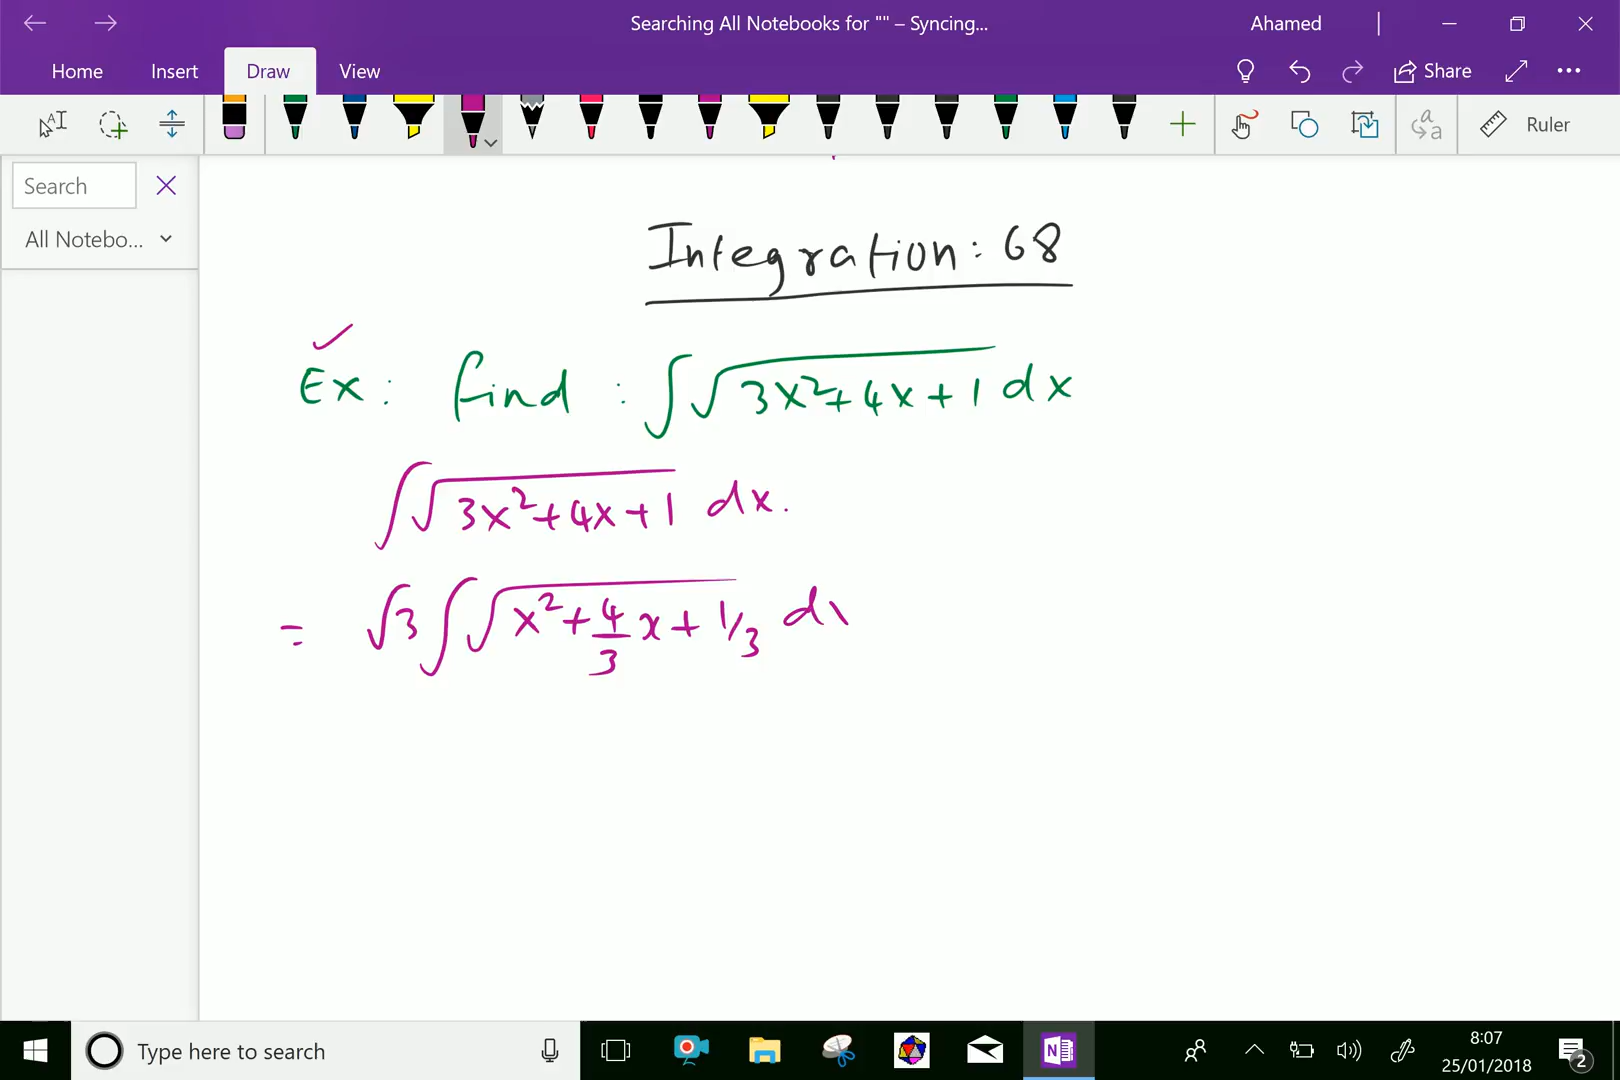 Searching All Notebooks for "" – Syncing...
Ahamed
Home Insert Draw View
Share
Ruler
Search
All Notebo...
Integration: 68
Ex: find : ∫√(3x²+4x+1) dx
∫√(3x²+4x+1) dx.
= √3 ∫√(x²+4/3x+1/3) dx
Type here to search
8:07
25/01/2018
2